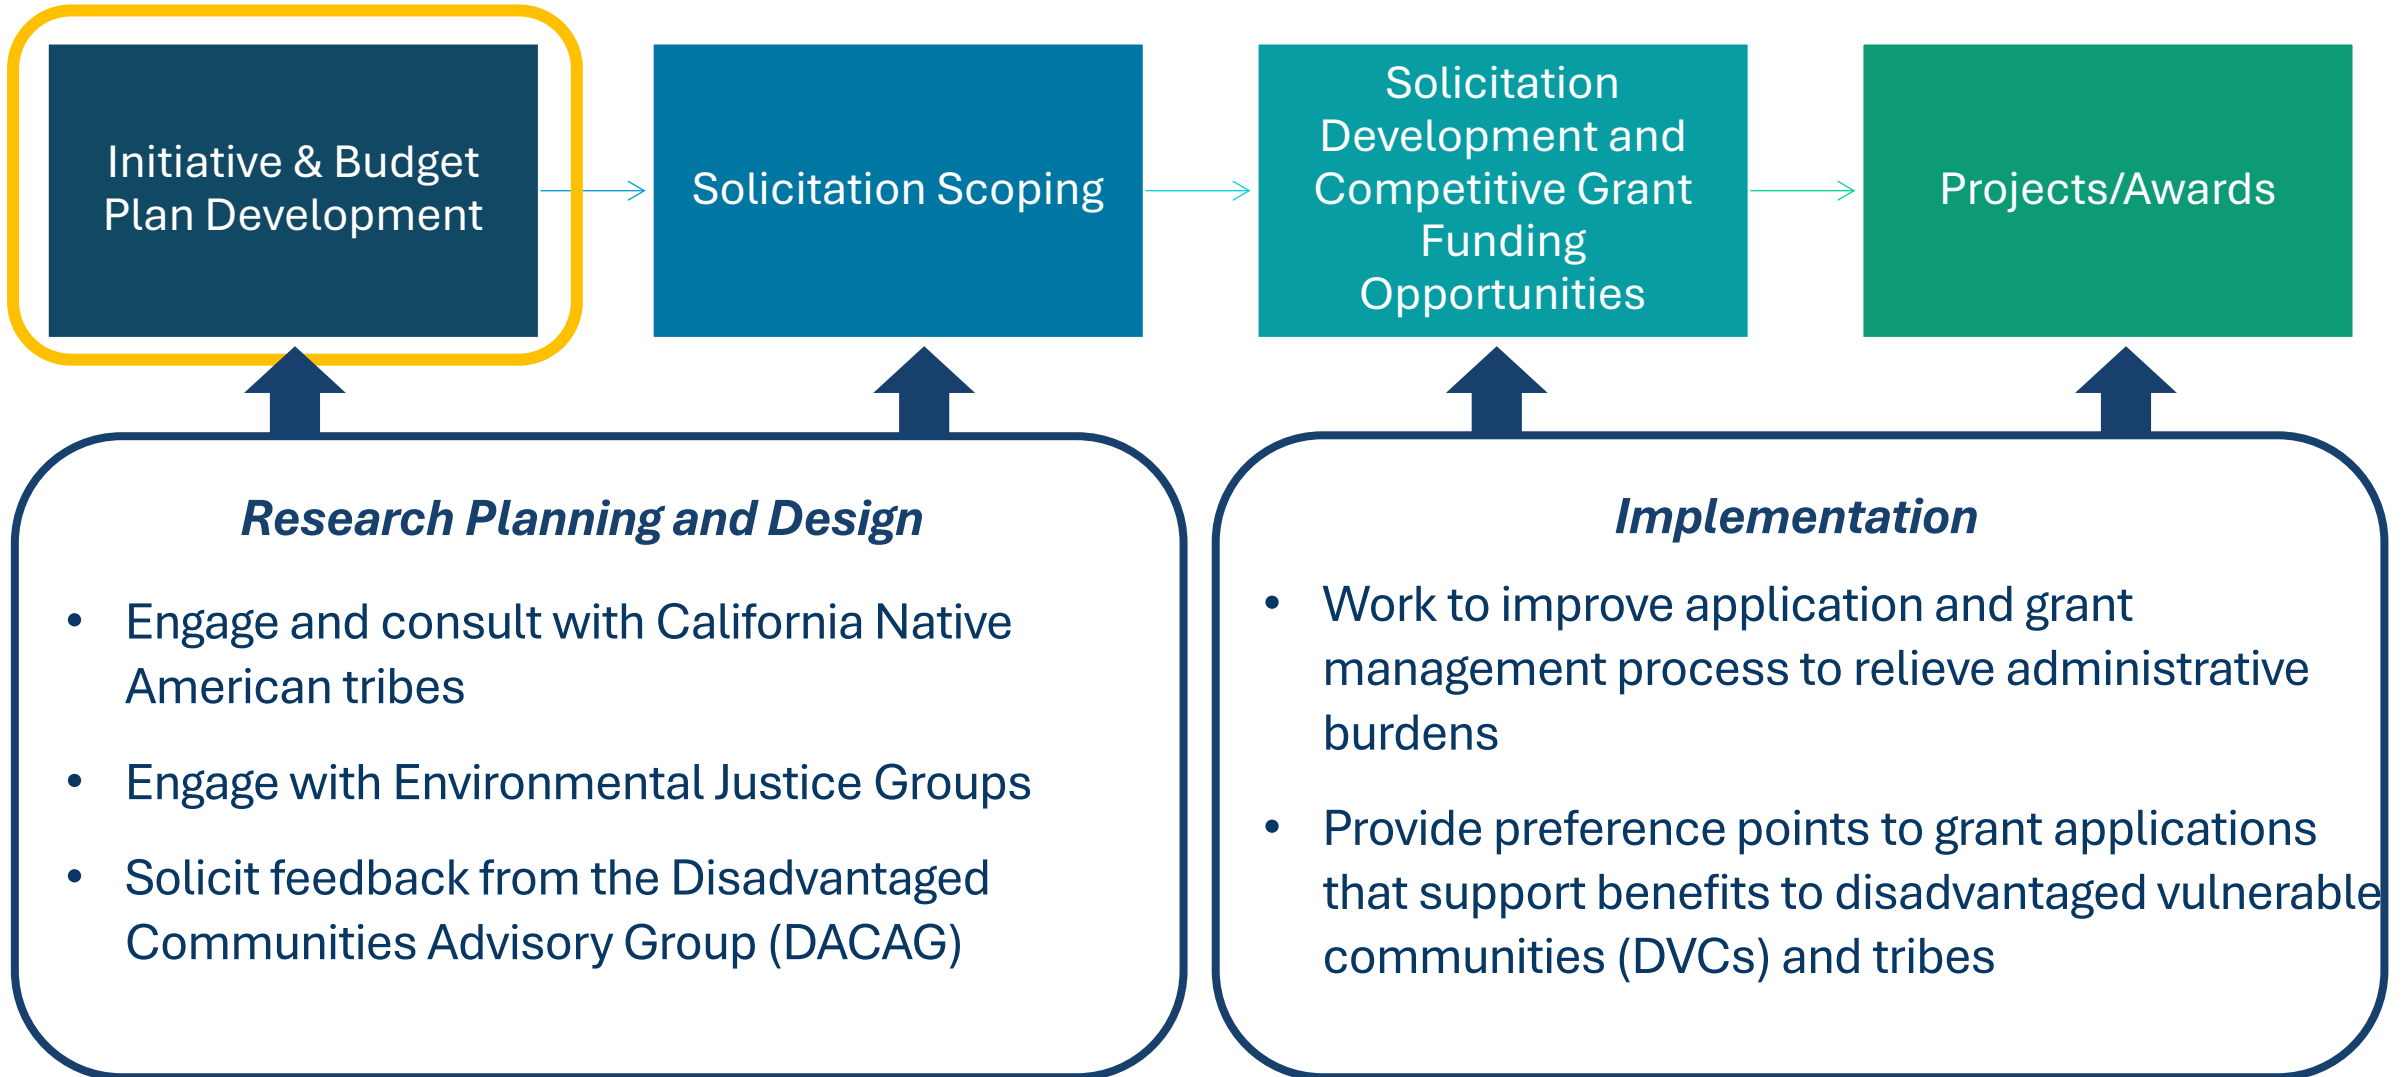 Initiative & Budget
Plan Development
Solicitation Scoping
Solicitation
Development and
Competitive Grant
Funding
Opportunities
Projects/Awards
Research Planning and Design
• Engage and consult with California Native
American tribes
• Engage with Environmental Justice Groups
• Solicit feedback from the Disadvantaged
Communities Advisory Group (DACAG)
Implementation
• Work to improve application and grant
management process to relieve administrative
burdens
• Provide preference points to grant applications
that support benefits to disadvantaged vulnerable
communities (DVCs) and tribes